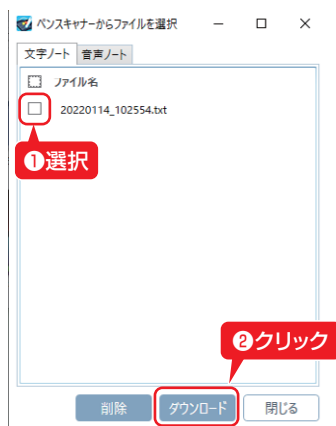 ペンスキャナーからファイルを選択
文字ノート 音声ノート
ファイル名
20220114_102554.txt
❶選択
❷クリック
削除 ダウンロード 閉じる